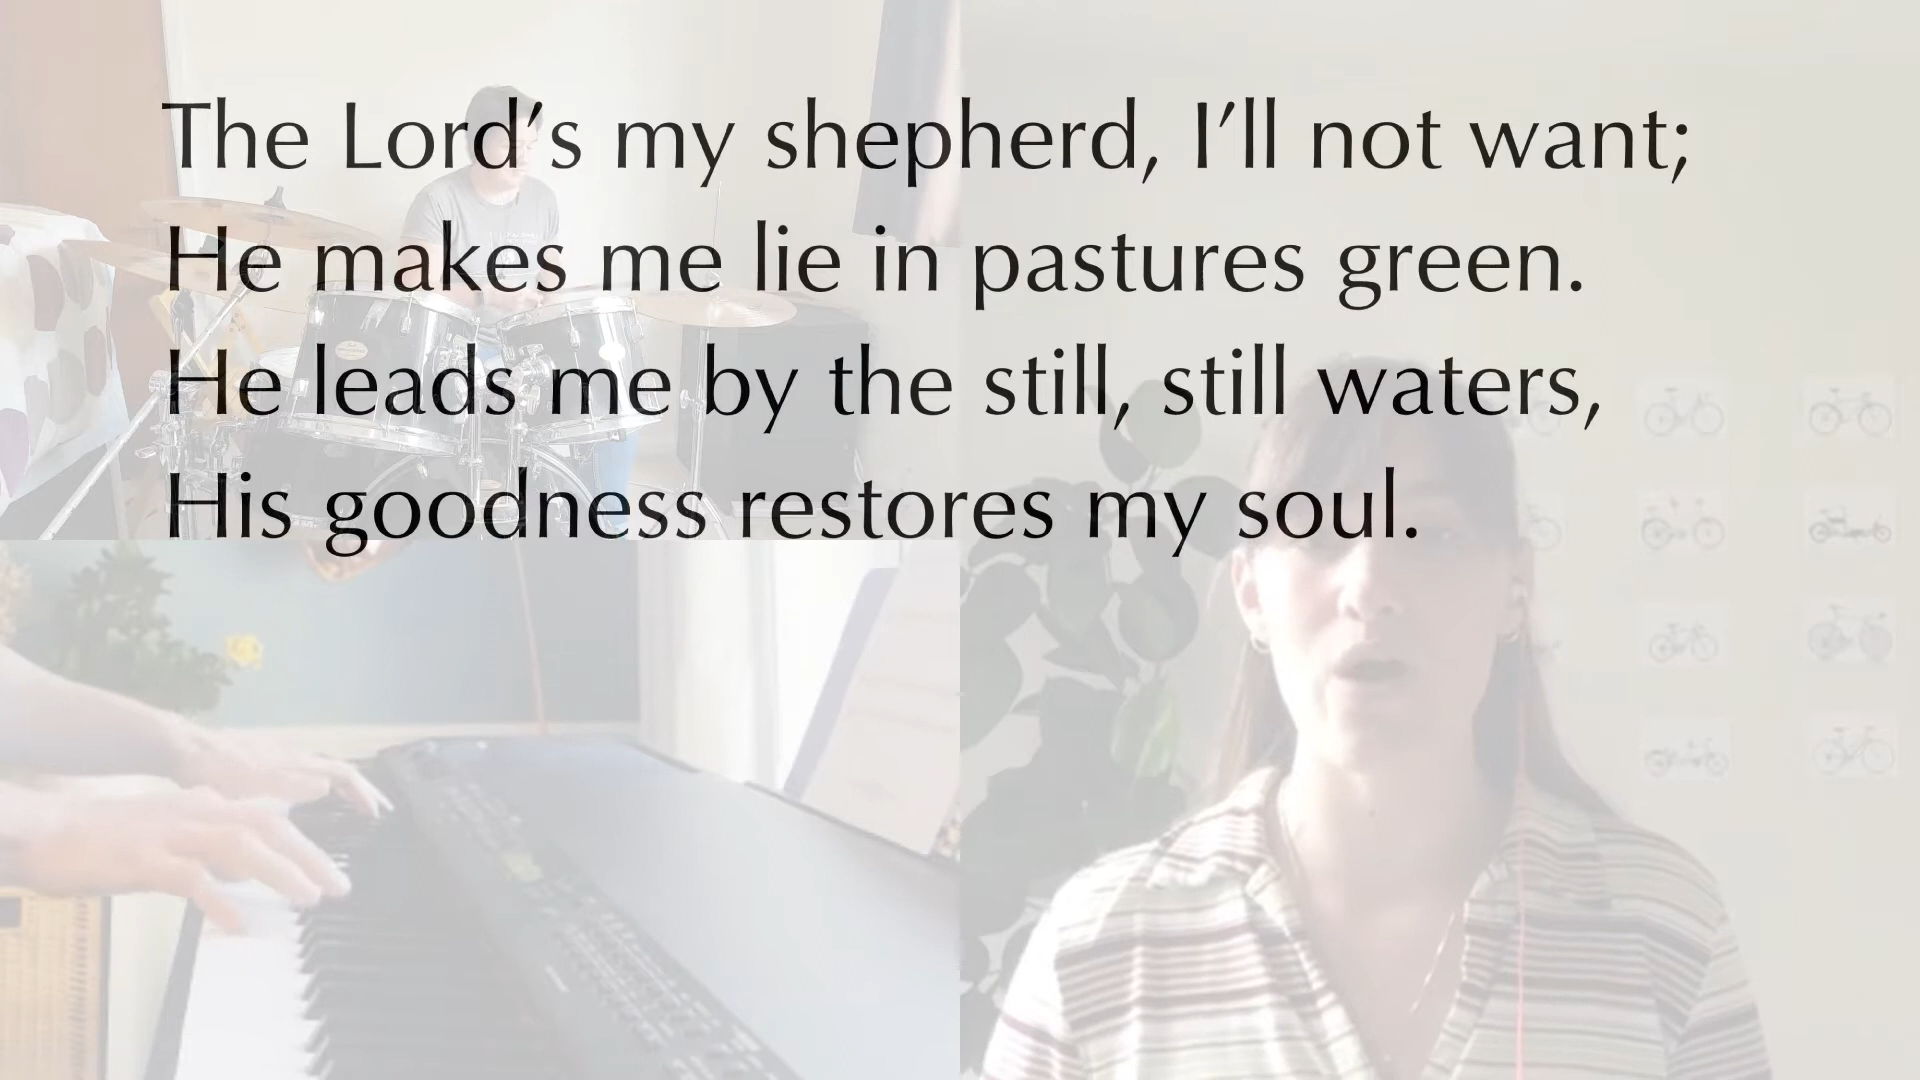 The Lord’s my shepherd, I’ll not want;
He makes me lie in pastures green.
He leads me by the still, still waters,
His goodness restores my soul.